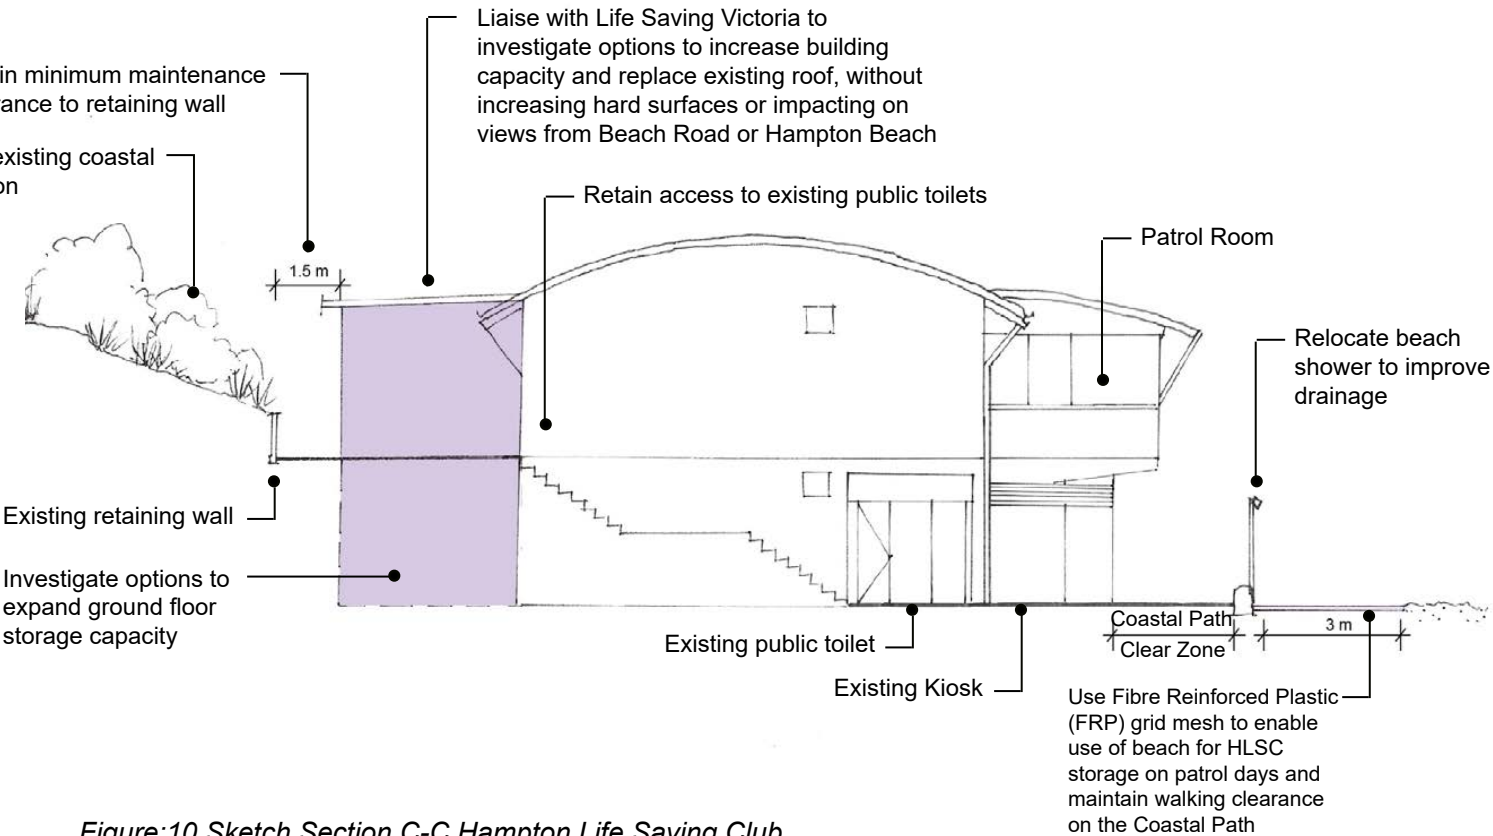 Liaise with Life Saving Victoria to
investigate options to increase building
capacity and replace existing roof, without
increasing hard surfaces or impacting on
views from Beach Road or Hampton Beach
minimum maintenance
to retaining wall
existing coastal
Retain access to existing public toilets
Patrol Room
1.5 m
Relocate beach
shower to improve
drainage
Existing retaining wall
Investigate options to
expand ground floor
storage capacity
Existing public toilet
Existing Kiosk
Coastal Path
Clear Zone
3 m
Use Fibre Reinforced Plastic
(FRP) grid mesh to enable
use of beach for HLSC
storage on patrol days and
maintain walking clearance
on the Coastal Path
Figure:10 Sketch Section C-C Hampton Life Saving Club